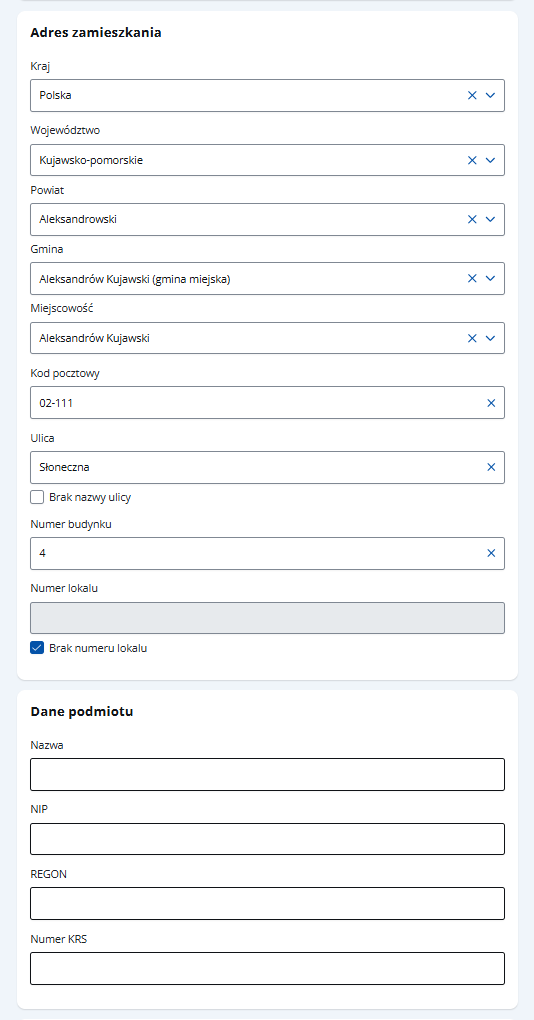 Adres zamieszkania
Kraj
Polska
Województwo
Kujawsko-pomorskie
Powiat
Aleksandrowski
Gmina
Aleksandrów Kujawski (gmina miejska)
Miejscowość
Aleksandrów Kujawski
Kod pocztowy
02-111
Ulica
Słoneczna
Brak nazwy ulicy
Numer budynku
4
Numer lokalu
Brak numeru lokalu
Dane podmiotu
Nazwa
NIP
REGON
Numer KRS